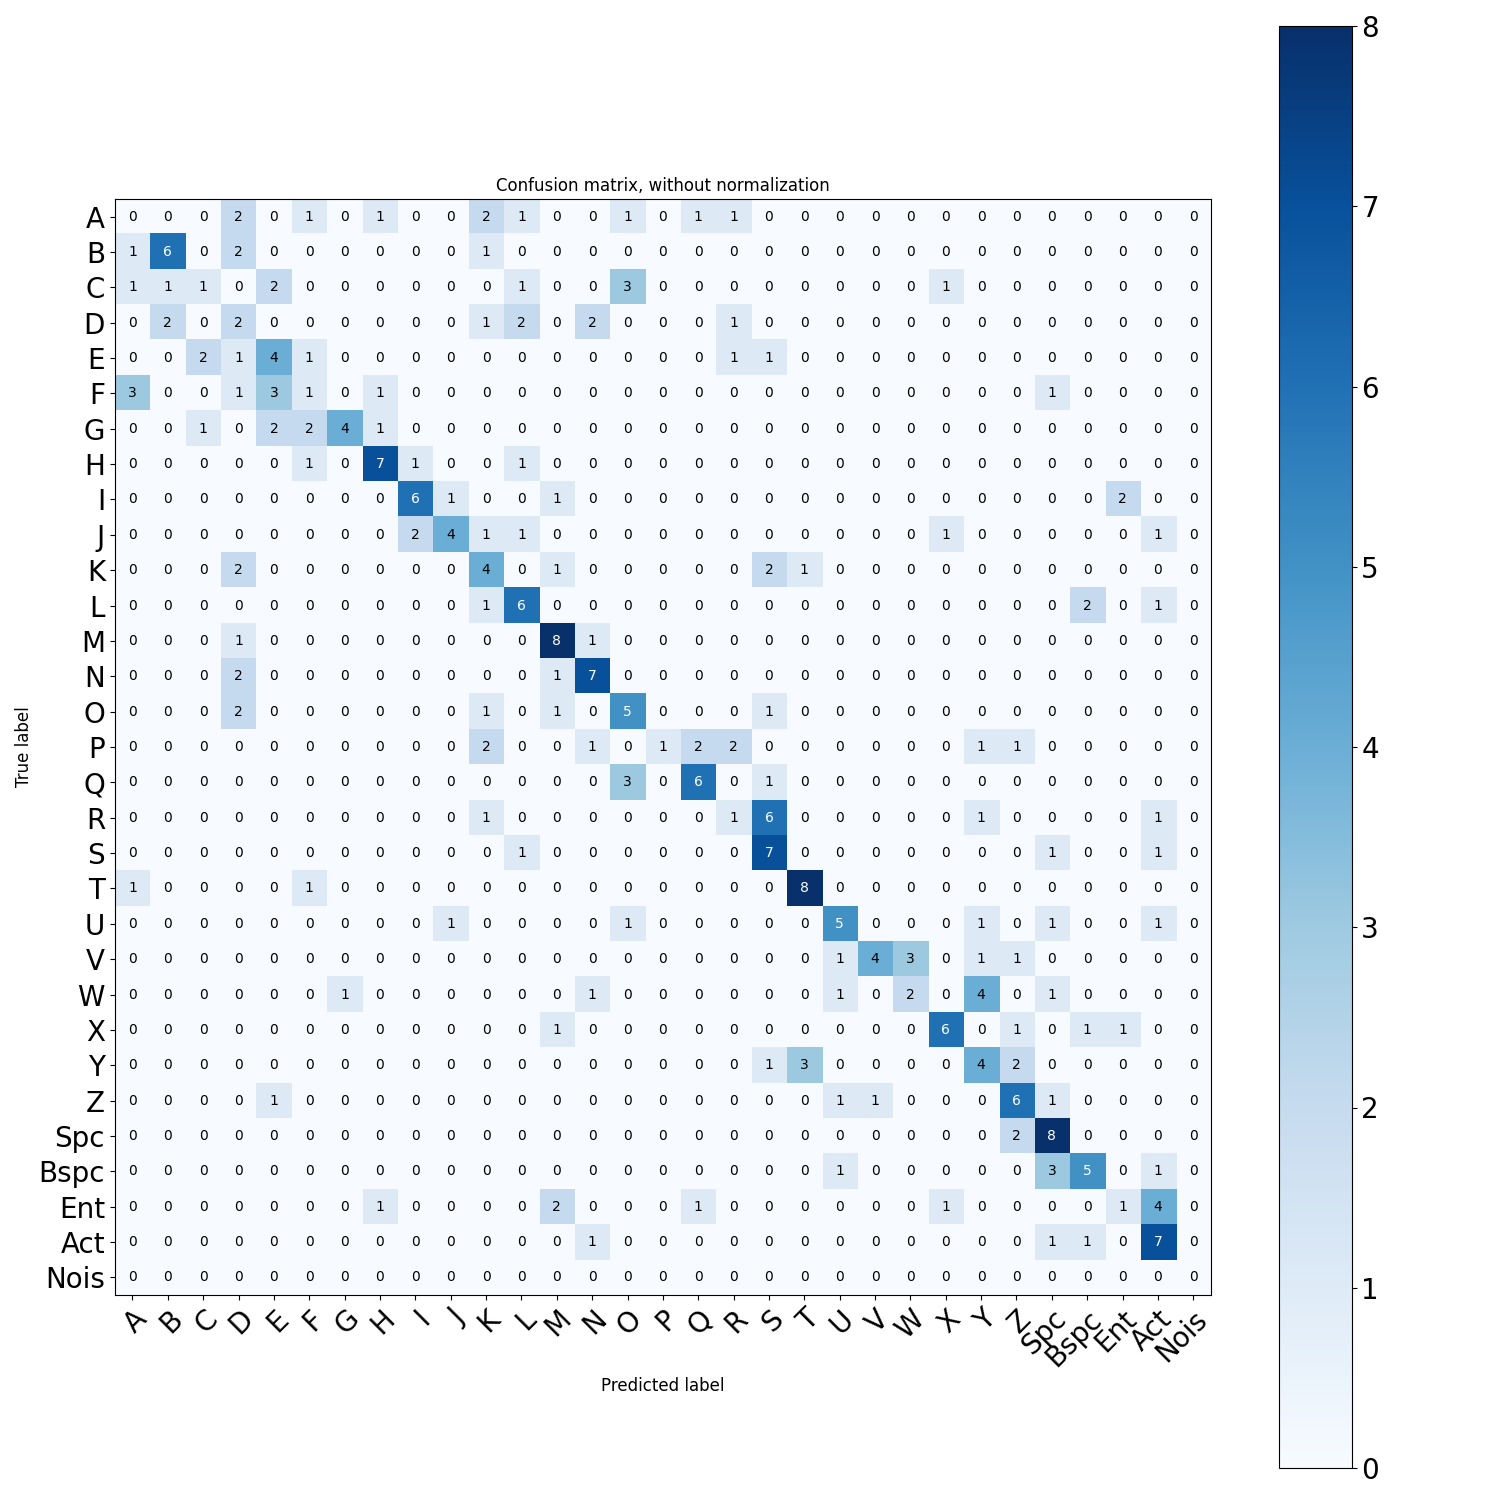 Confusion matrix, without normalization
A 0 0 0 2 0 1 0 1 0 0 2 1 0 0 1 0 1 1 0 0 0 0 0 0 0 0 0 0 0 0 0
B 1 6 0 2 0 0 0 0 0 0 1 0 0 0 0 0 0 0 0 0 0 0 0 0 0 0 0 0 0 0 0
C 1 1 1 0 2 0 0 0 0 0 0 1 0 0 3 0 0 0 0 0 0 0 0 1 0 0 0 0 0 0 0
D 0 2 0 2 0 0 0 0 0 0 1 2 0 2 0 0 0 1 0 0 0 0 0 0 0 0 0 0 0 0 0
E 0 0 2 1 4 1 0 0 0 0 0 0 0 0 0 0 0 1 1 0 0 0 0 0 0 0 0 0 0 0 0
F 3 0 0 1 3 1 0 1 0 0 0 0 0 0 0 0 0 0 0 0 0 0 0 0 0 0 1 0 0 0 0
G 0 0 1 0 2 2 4 1 0 0 0 0 0 0 0 0 0 0 0 0 0 0 0 0 0 0 0 0 0 0 0
H 0 0 0 0 0 1 0 7 1 0 0 1 0 0 0 0 0 0 0 0 0 0 0 0 0 0 0 0 0 0 0
I 0 0 0 0 0 0 0 0 6 1 0 0 1 0 0 0 0 0 0 0 0 0 0 0 0 0 0 0 2 0 0
J 0 0 0 0 0 0 0 0 2 4 1 1 0 0 0 0 0 0 0 0 0 0 0 1 0 0 0 0 0 1 0
K 0 0 0 2 0 0 0 0 0 0 4 0 1 0 0 0 0 0 2 1 0 0 0 0 0 0 0 0 0 0 0
L 0 0 0 0 0 0 0 0 0 0 1 6 0 0 0 0 0 0 0 0 0 0 0 0 0 0 0 2 0 1 0
M 0 0 0 1 0 0 0 0 0 0 0 0 8 1 0 0 0 0 0 0 0 0 0 0 0 0 0 0 0 0 0
N 0 0 0 2 0 0 0 0 0 0 0 0 1 7 0 0 0 0 0 0 0 0 0 0 0 0 0 0 0 0 0
O 0 0 0 2 0 0 0 0 0 0 1 0 1 0 5 0 0 0 1 0 0 0 0 0 0 0 0 0 0 0 0
P 0 0 0 0 0 0 0 0 0 0 2 0 0 1 0 1 2 2 0 0 0 0 0 0 1 1 0 0 0 0 0
Q 0 0 0 0 0 0 0 0 0 0 0 0 0 0 3 0 6 0 1 0 0 0 0 0 0 0 0 0 0 0 0
R 0 0 0 0 0 0 0 0 0 0 1 0 0 0 0 0 0 1 6 0 0 0 0 0 1 0 0 0 0 1 0
S 0 0 0 0 0 0 0 0 0 0 0 1 0 0 0 0 0 0 7 0 0 0 0 0 0 0 1 0 0 1 0
T 1 0 0 0 0 1 0 0 0 0 0 0 0 0 0 0 0 0 0 8 0 0 0 0 0 0 0 0 0 0 0
U 0 0 0 0 0 0 0 0 0 1 0 0 0 0 1 0 0 0 0 0 5 0 0 0 1 0 1 0 0 1 0
V 0 0 0 0 0 0 0 0 0 0 0 0 0 0 0 0 0 0 0 0 1 4 3 0 1 1 0 0 0 0 0
W 0 0 0 0 0 0 1 0 0 0 0 0 0 1 0 0 0 0 0 0 1 0 2 0 4 0 1 0 0 0 0
X 0 0 0 0 0 0 0 0 0 0 0 0 1 0 0 0 0 0 0 0 0 0 0 6 0 1 0 1 1 0 0
Y 0 0 0 0 0 0 0 0 0 0 0 0 0 0 0 0 0 0 1 3 0 0 0 0 4 2 0 0 0 0 0
Z 0 0 0 0 1 0 0 0 0 0 0 0 0 0 0 0 0 0 0 0 1 1 0 0 0 6 1 0 0 0 0
Spc 0 0 0 0 0 0 0 0 0 0 0 0 0 0 0 0 0 0 0 0 0 0 0 0 0 2 8 0 0 0 0
Bspc 0 0 0 0 0 0 0 0 0 0 0 0 0 0 0 0 0 0 0 0 1 0 0 0 0 0 3 5 0 1 0
Ent 0 0 0 0 0 0 0 1 0 0 0 0 2 0 0 0 1 0 0 0 0 0 0 1 0 0 0 0 1 4 0
Act 0 0 0 0 0 0 0 0 0 0 0 0 0 1 0 0 0 0 0 0 0 0 0 0 0 0 1 1 0 7 0
Nois 0 0 0 0 0 0 0 0 0 0 0 0 0 0 0 0 0 0 0 0 0 0 0 0 0 0 0 0 0 0 0
A B C D E F G H I J K L M N O P Q R S T U V W X Y Z Spc Bspc Ent Act Nois
Predicted label
True label
8
7
6
5
4
3
2
1
0